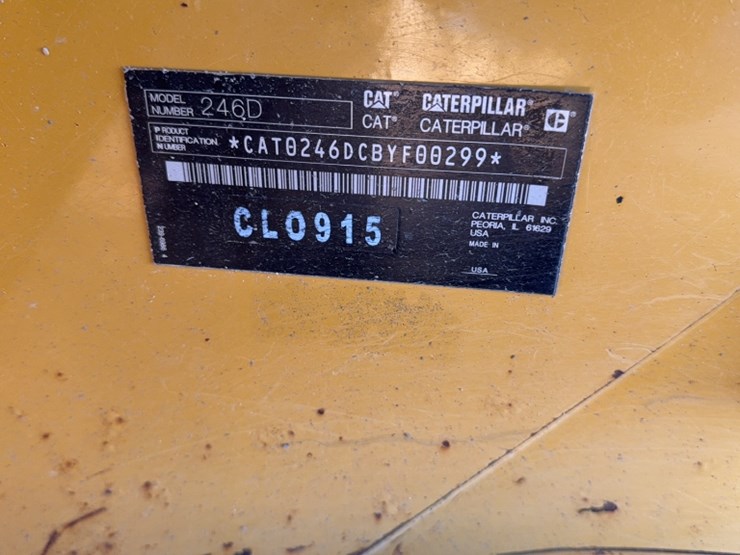 MODEL NUMBER 246D
CAT® CATERPILLAR®
CAT® CATERPILLAR®
PRODUCT IDENTIFICATION NUMBER *CAT0246DCBYF00299*
CL0915
CATERPILLAR INC.
PEORIA, IL 61629
USA
MADE IN
USA